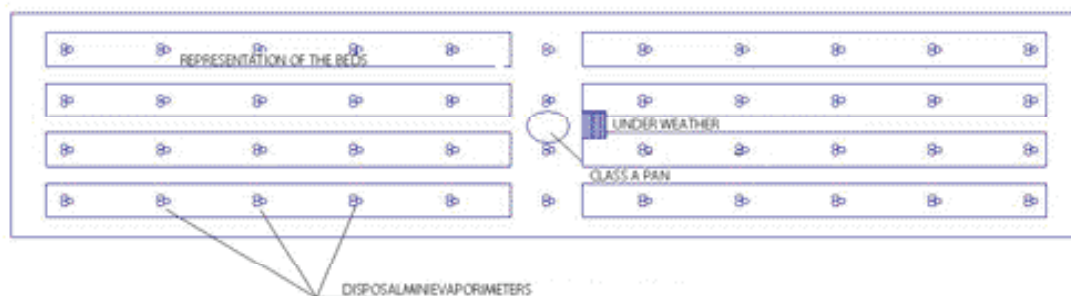 REPRESENTATION OF THE BEDS
UNDER WEATHER
CLASS A PAN
DISPOSALMINIEVAPORIMETERS